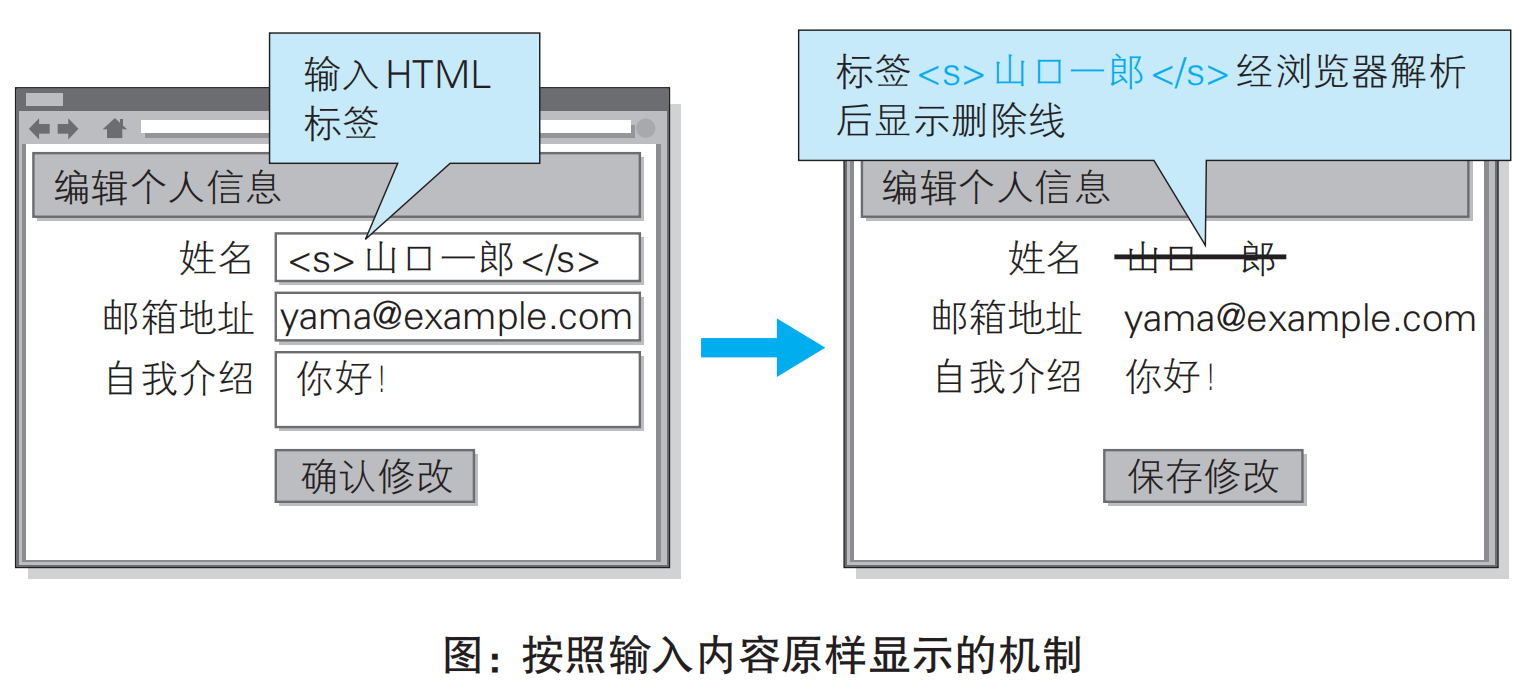 输入 HTML
标签
编辑个人信息
姓名 <s> 山口一郎 </s>
邮箱地址 yama@example.com
自我介绍 你好!
确认修改
标签 <s> 山口一郎 </s> 经浏览器解析
后显示删除线
编辑个人信息
姓名 山口一郎
邮箱地址 yama@example.com
自我介绍 你好!
保存修改
图：按照输入内容原样显示的机制